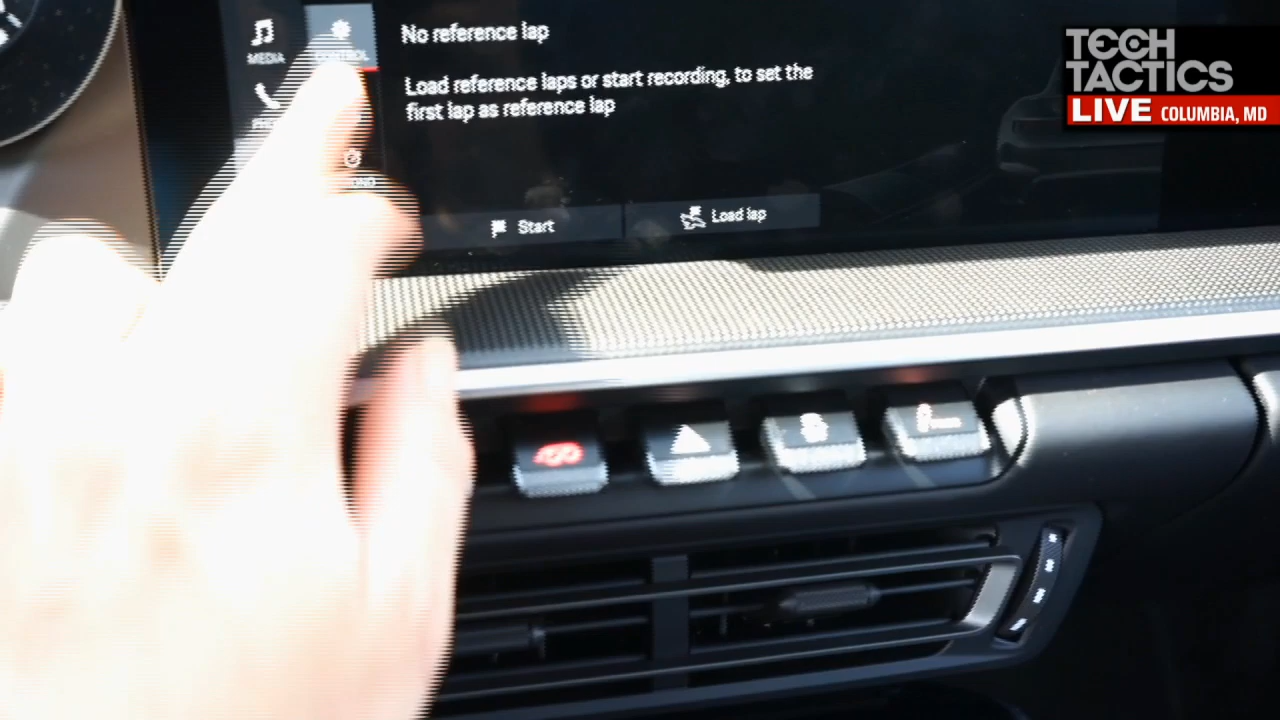 MEDIA
CONTROL
No reference lap
Load reference laps or start recording, to set the
first lap as reference lap
Start
Load lap
TECH
TACTICS
LIVE COLUMBIA, MD